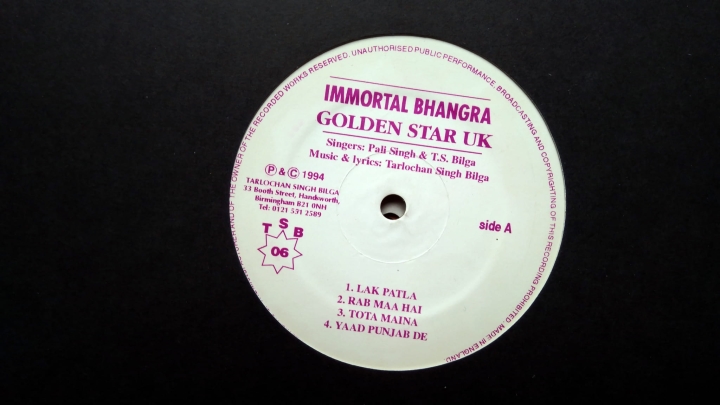 IMMORTAL BHANGRA
GOLDEN STAR UK
Singers: Pali Singh & T.S. Bilga
Music & lyrics: Tarlochan Singh Bilga
P & C 1994
TARLOCHAN SINGH BILGA
33 Booth Street, Handsworth,
Birmingham B21 0NH
Tel: 0121 551 2589
TSB
06
side A
1. LAK PATLA
2. RAB MAA HAI
3. TOTA MAINA
4. YAAD PUNJAB DE
OF THE OWNER OF THE RECORDED WORKS RESERVED. UNAUTHORISED PUBLIC PERFORMANCE, BROADCASTING AND COPYRIGHTING OF THIS RECORDING PROHIBITED. MADE IN ENGLAND